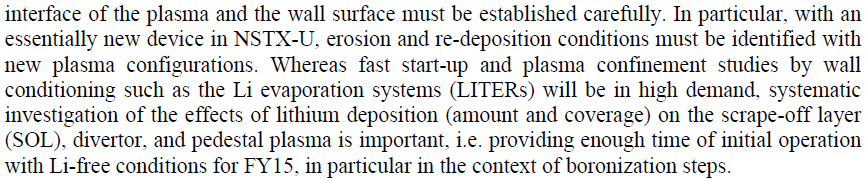 interface of the plasma and the wall surface must be established carefully. In particular, with an
essentially new device in NSTX-U, erosion and re-deposition conditions must be identified with
new plasma configurations. Whereas fast start-up and plasma confinement studies by wall
conditioning such as the Li evaporation systems (LITERs) will be in high demand, systematic
investigation of the effects of lithium deposition (amount and coverage) on the scrape-off layer
(SOL), divertor, and pedestal plasma is important, i.e. providing enough time of initial operation
with Li-free conditions for FY15, in particular in the context of boronization steps.